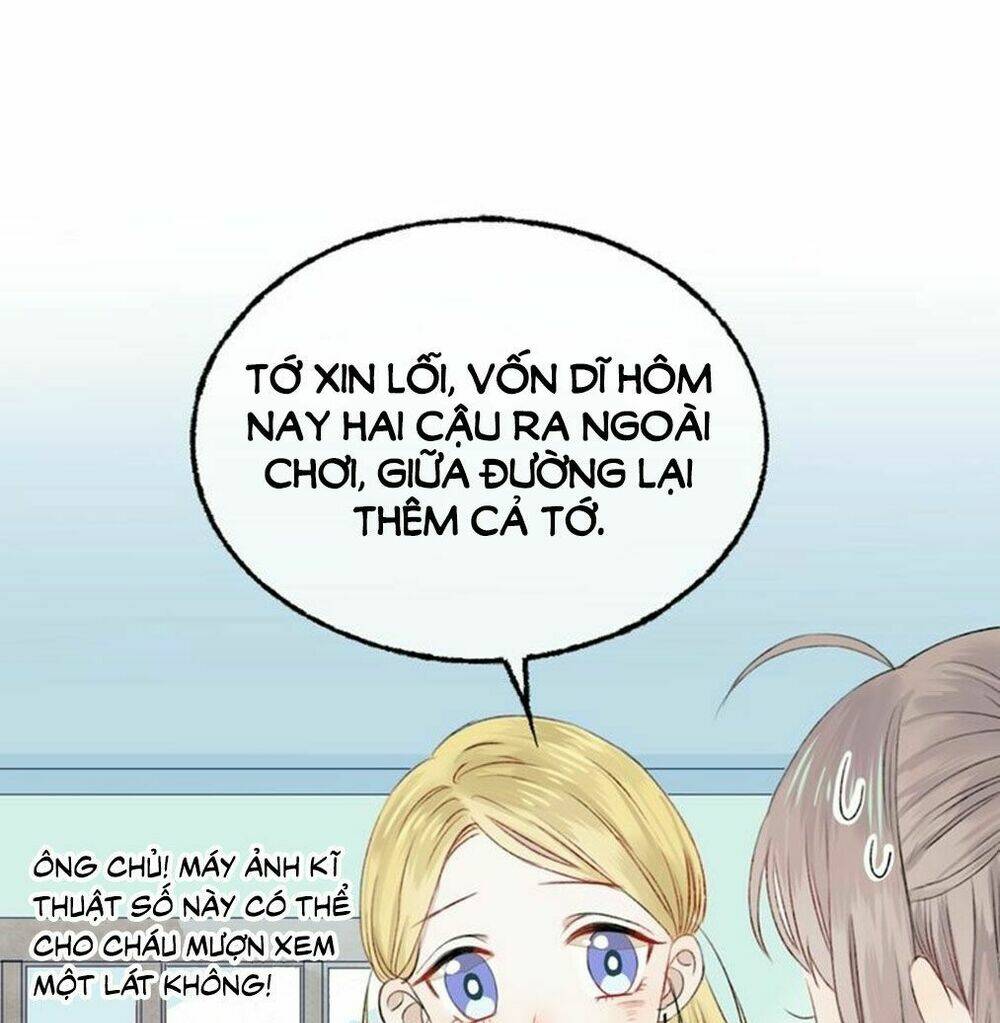 TỚ XIN LỖI, VỐN DĨ HÔM
NAY HAI CẬU RA NGOÀI
CHƠI, GIỮA ĐƯỜNG LẠI
THÊM CẢ TỚ.
ÔNG CHỦ! MÁY ẢNH KĨ
THUẬT SỐ NÀY CÓ THỂ
CHO CHÁU MƯỢN XEM
MỘT LÁT KHÔNG!